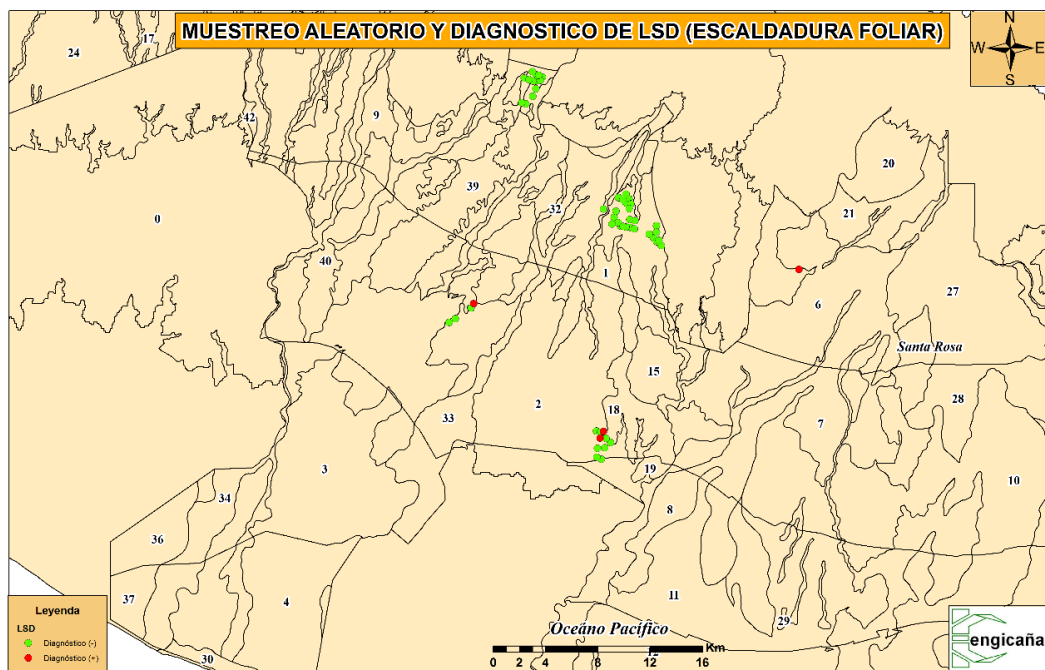 MUESTREO ALEATORIO Y DIAGNOSTICO DE LSD (ESCALDADURA FOLIAR)
N
W E
S
24
17
42
9
20
39
21
32
0
40
1
6
27
Santa Rosa
15
28
2
18
7
33
3
19
10
34
8
36
37
4
11
29
30
Leyenda
LSD
Diagnóstico (-)
Diagnóstico (+)
Oceáno Pacífico
12
Km
0 2 4 8 12 16
engicaña